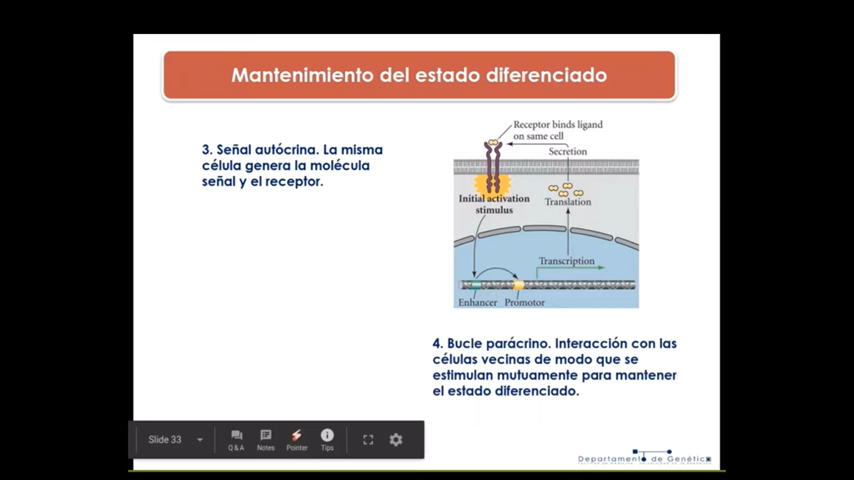 Mantenimiento del estado diferenciado
3. Señal autócrina. La misma
célula genera la molécula
señal y el receptor.
Receptor binds ligand
on same cell
Secretion
Initial activation
stimulus
Translation
Transcription
Enhancer Promotor
4. Bucle parácrino. Interacción con las
células vecinas de modo que se
estimulan mutuamente para mantener
el estado diferenciado.
Slide 33
Q & A
Notes
Pointer
Tips
Departamento de Genética